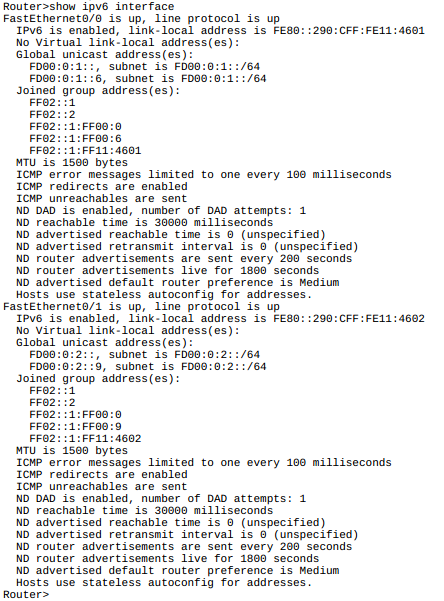 Router>show ipv6 interface
FastEthernet0/0 is up, line protocol is up
  IPv6 is enabled, link-local address is FE80::290:CFF:FE11:4601
  No Virtual link-local address(es):
  Global unicast address(es):
    FD00:0:1::, subnet is FD00:0:1::/64
    FD00:0:1::6, subnet is FD00:0:1::/64
  Joined group address(es):
    FF02::1
    FF02::2
    FF02::1:FF00:0
    FF02::1:FF00:6
    FF02::1:FF11:4601
  MTU is 1500 bytes
  ICMP error messages limited to one every 100 milliseconds
  ICMP redirects are enabled
  ICMP unreachables are sent
  ND DAD is enabled, number of DAD attempts: 1
  ND reachable time is 30000 milliseconds
  ND advertised reachable time is 0 (unspecified)
  ND advertised retransmit interval is 0 (unspecified)
  ND router advertisements are sent every 200 seconds
  ND router advertisements live for 1800 seconds
  ND advertised default router preference is Medium
  Hosts use stateless autoconfig for addresses.
FastEthernet0/1 is up, line protocol is up
  IPv6 is enabled, link-local address is FE80::290:CFF:FE11:4602
  No Virtual link-local address(es):
  Global unicast address(es):
    FD00:0:2::, subnet is FD00:0:2::/64
    FD00:0:2::9, subnet is FD00:0:2::/64
  Joined group address(es):
    FF02::1
    FF02::2
    FF02::1:FF00:0
    FF02::1:FF00:9
    FF02::1:FF11:4602
  MTU is 1500 bytes
  ICMP error messages limited to one every 100 milliseconds
  ICMP redirects are enabled
  ICMP unreachables are sent
  ND DAD is enabled, number of DAD attempts: 1
  ND reachable time is 30000 milliseconds
  ND advertised reachable time is 0 (unspecified)
  ND advertised retransmit interval is 0 (unspecified)
  ND router advertisements are sent every 200 seconds
  ND router advertisements live for 1800 seconds
  ND advertised default router preference is Medium
  Hosts use stateless autoconfig for addresses.
Router>